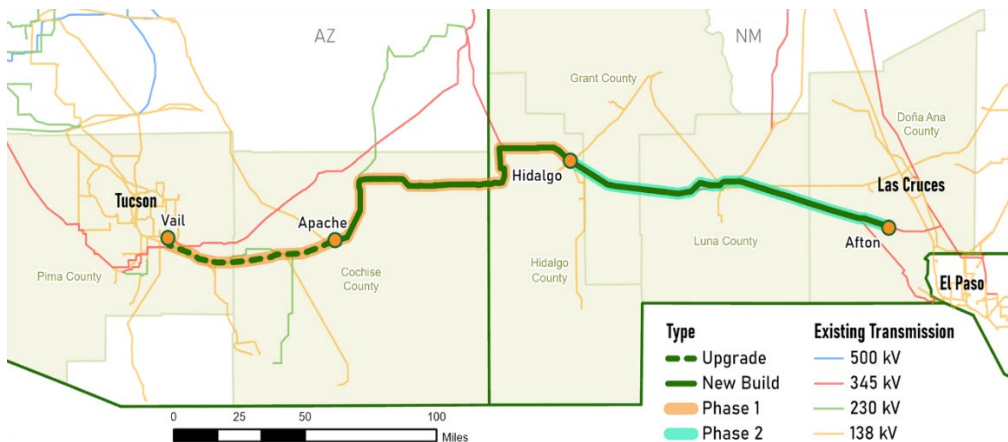 AZ
NM
Grant County
Doña Ana
County
Hidalgo
Tucson
Vail
Las Cruces
Apache
Afton
Luna County
Pima County
Cochise
County
Hidalgo
County
El Paso
Type
Upgrade
New Build
Phase 1
Phase 2
Existing Transmission
500 kV
345 kV
230 kV
138 kV
0 25 50 100
Miles